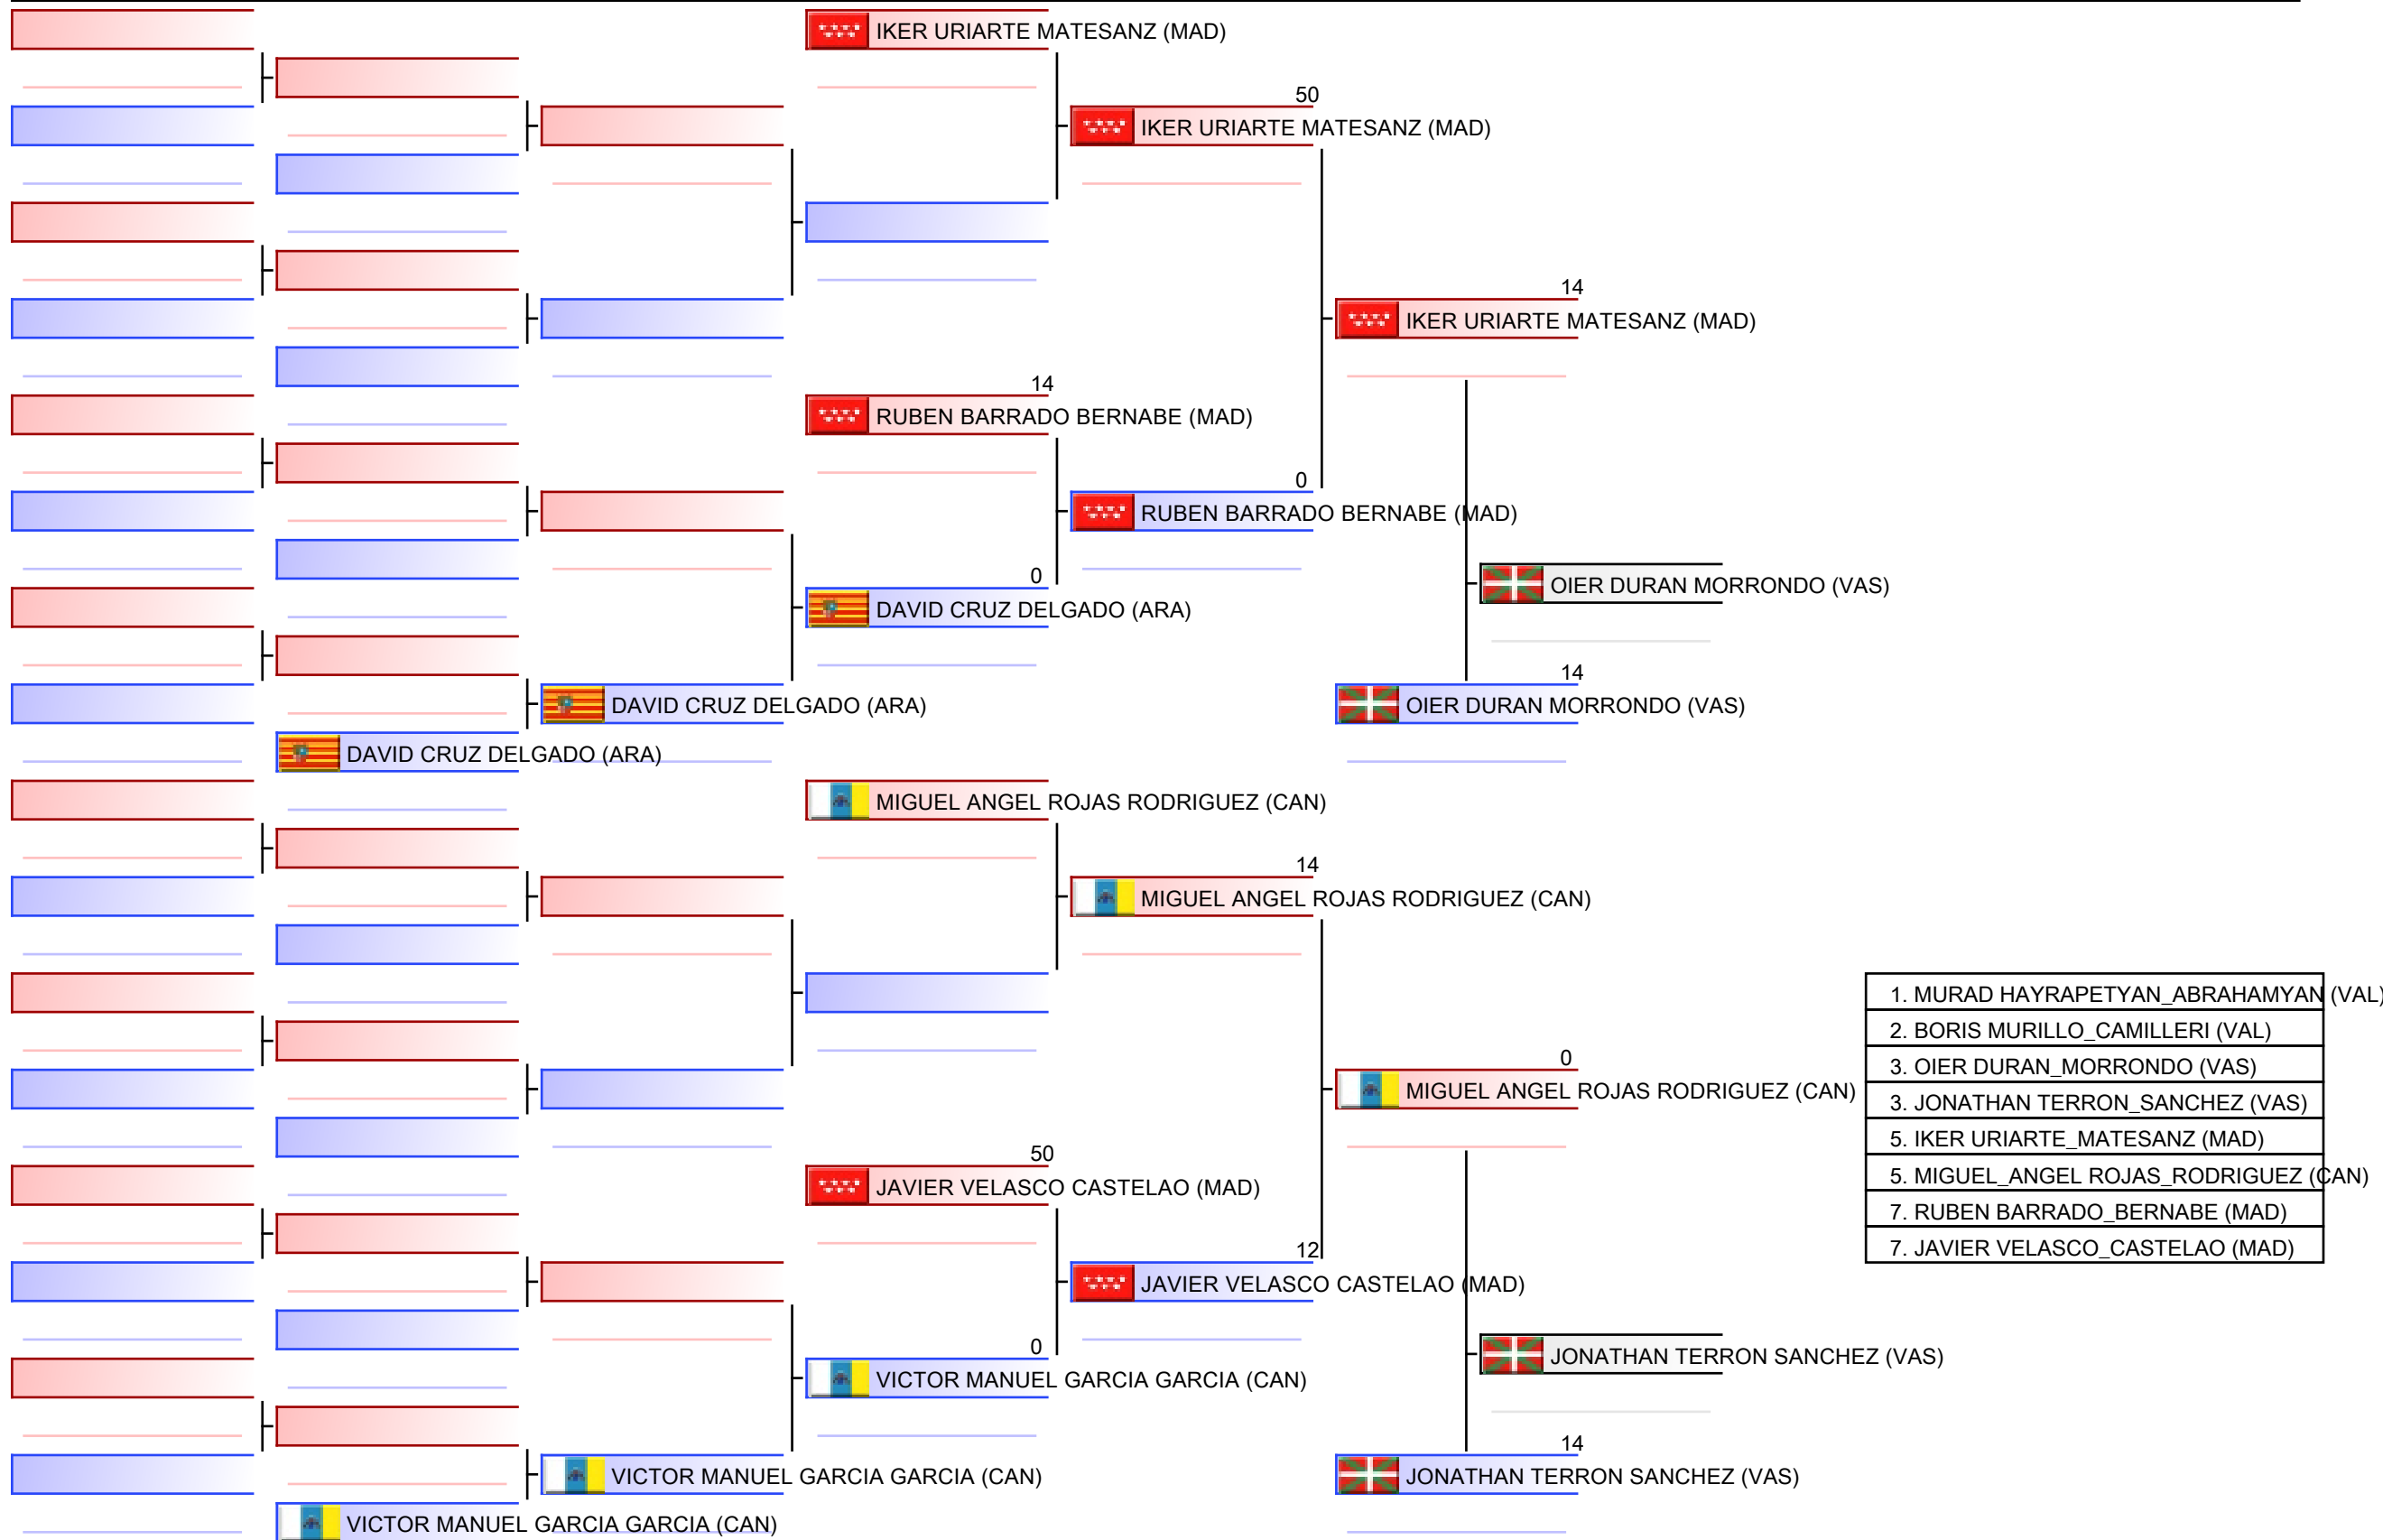 IKER URIARTE MATESANZ (MAD)
50
IKER URIARTE MATESANZ (MAD)
14
IKER URIARTE MATESANZ (MAD)
14
RUBEN BARRADO BERNABE (MAD)
0
RUBEN BARRADO BERNABE (MAD)
0
DAVID CRUZ DELGADO (ARA)
OIER DURAN MORRONDO (VAS)
14
DAVID CRUZ DELGADO (ARA)
OIER DURAN MORRONDO (VAS)
DAVID CRUZ DELGADO (ARA)
MIGUEL ANGEL ROJAS RODRIGUEZ (CAN)
14
MIGUEL ANGEL ROJAS RODRIGUEZ (CAN)
0
MIGUEL ANGEL ROJAS RODRIGUEZ (CAN)
50
JAVIER VELASCO CASTELAO (MAD)
12
JAVIER VELASCO CASTELAO (MAD)
0
VICTOR MANUEL GARCIA GARCIA (CAN)
JONATHAN TERRON SANCHEZ (VAS)
14
VICTOR MANUEL GARCIA GARCIA (CAN)
JONATHAN TERRON SANCHEZ (VAS)
VICTOR MANUEL GARCIA GARCIA (CAN)
1. MURAD HAYRAPETYAN_ABRAHAMYAN (VAL)
2. BORIS MURILLO_CAMILLERI (VAL)
3. OIER DURAN_MORRONDO (VAS)
3. JONATHAN TERRON_SANCHEZ (VAS)
5. IKER URIARTE_MATESANZ (MAD)
5. MIGUEL_ANGEL ROJAS_RODRIGUEZ (CAN)
7. RUBEN BARRADO_BERNABE (MAD)
7. JAVIER VELASCO_CASTELAO (MAD)